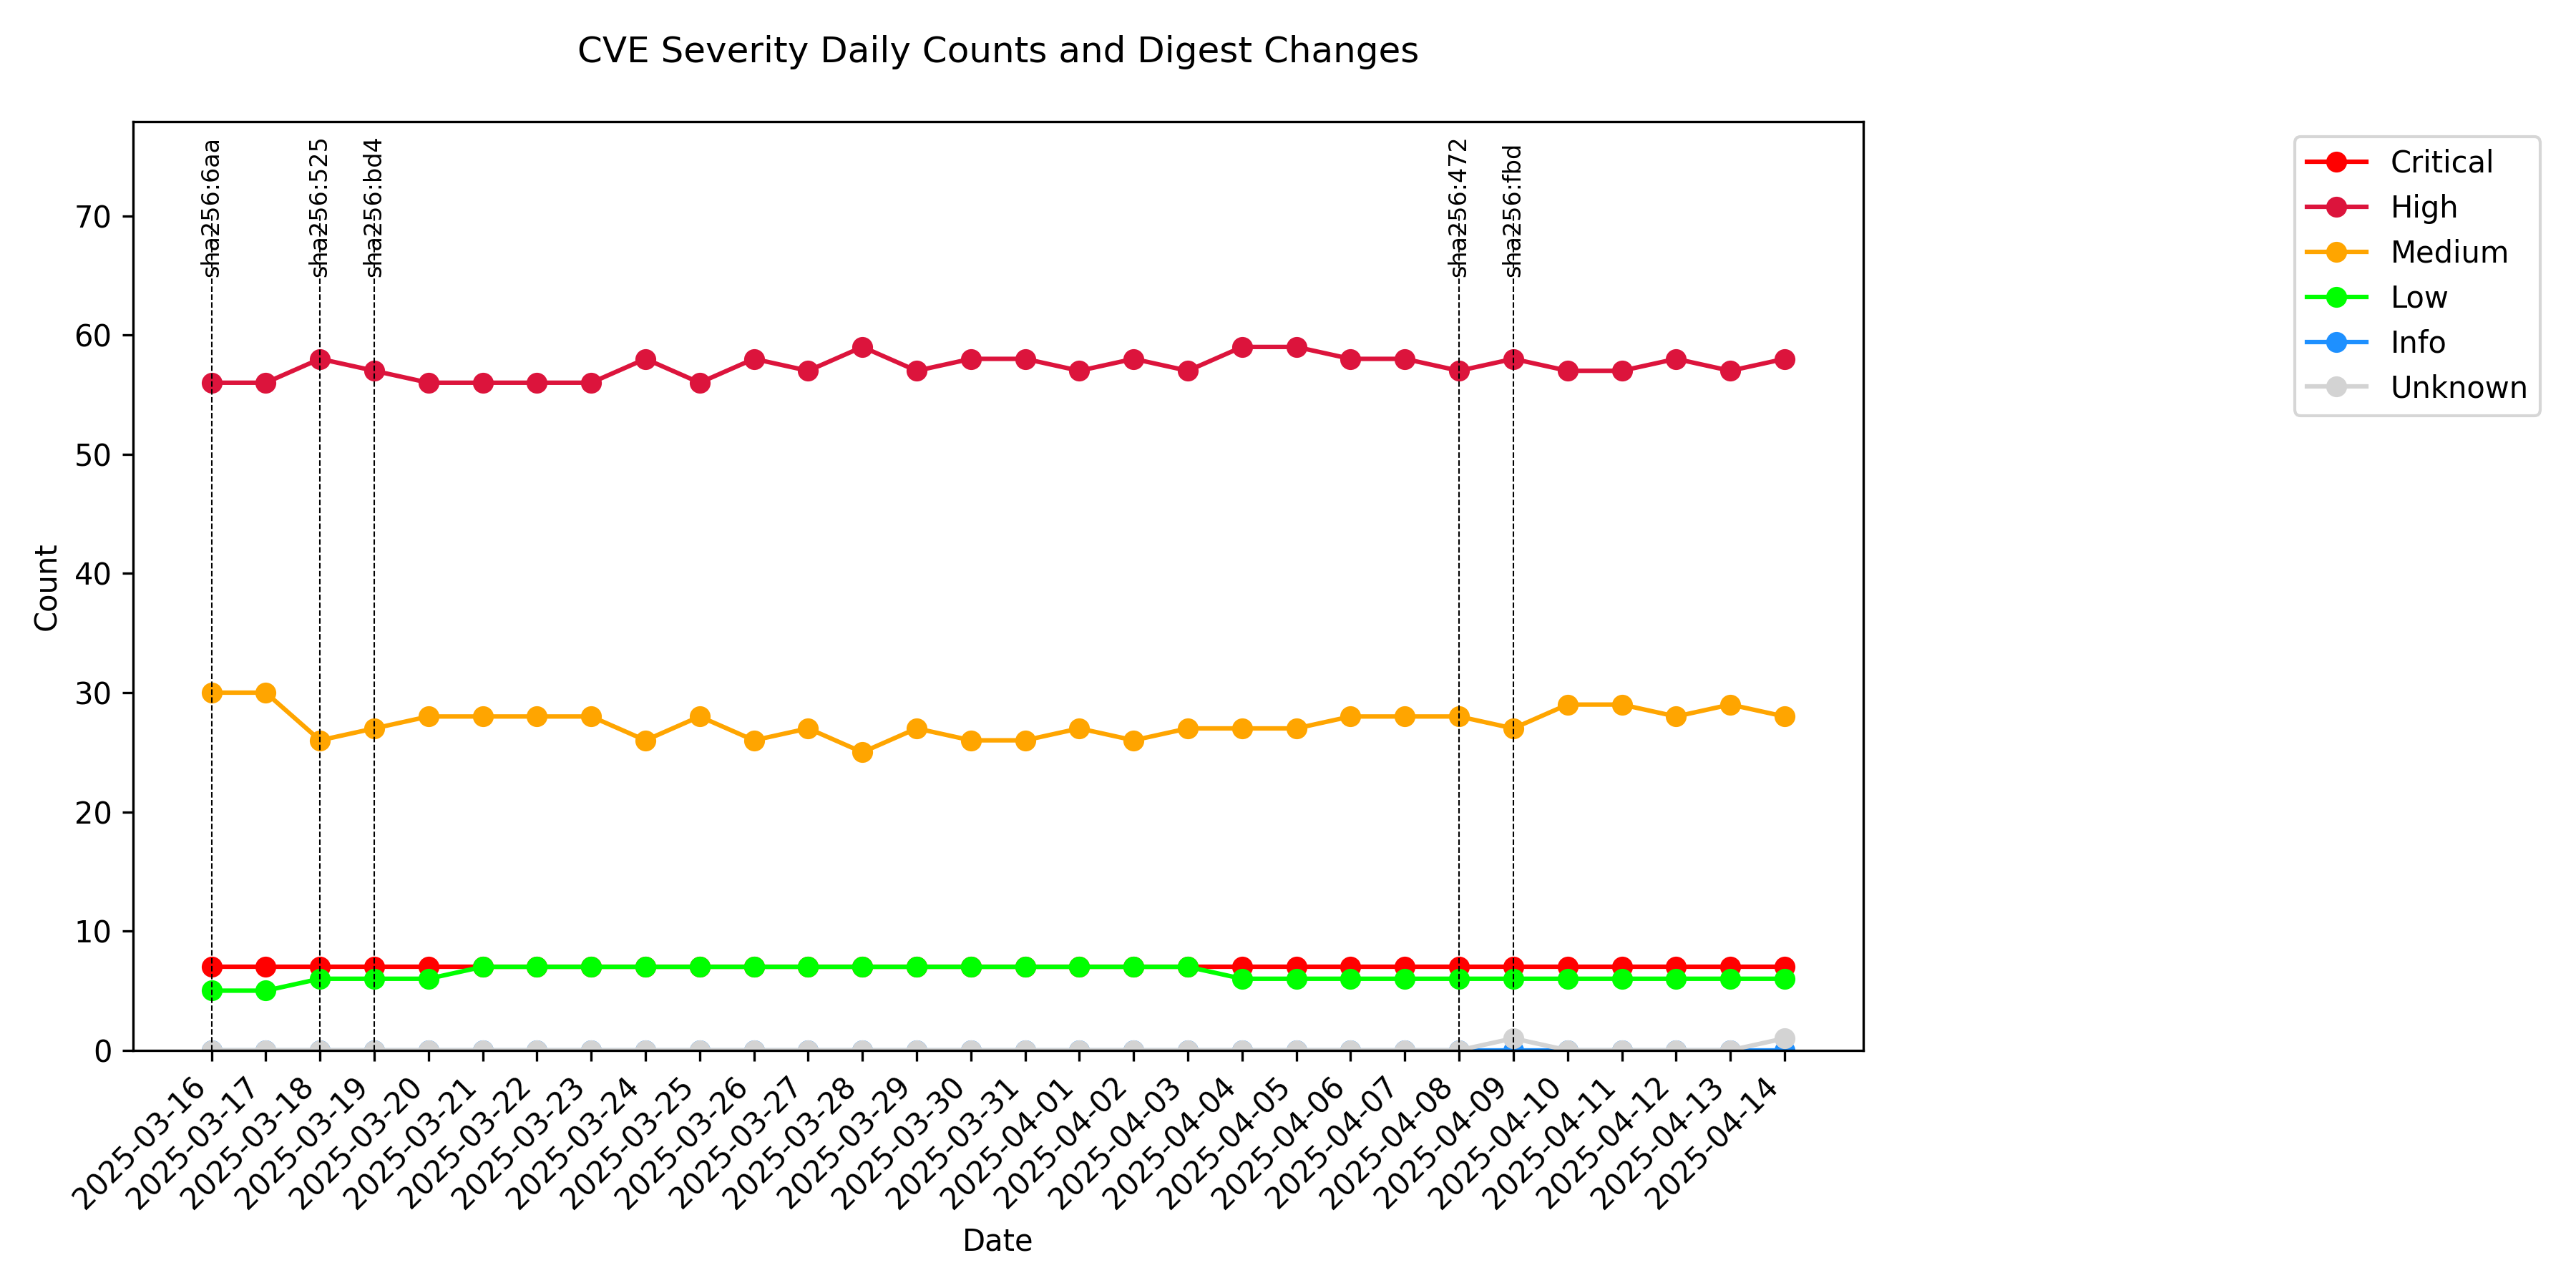 CVE Severity Daily Counts and Digest Changes
sha256:6aa
sha256:525
sha256:bd4
sha256:472
sha256:fbd
Critical
High
Medium
Low
Info
Unknown
Count
70
60
50
40
30
20
10
0
2025-03-16
2025-03-17
2025-03-18
2025-03-19
2025-03-20
2025-03-21
2025-03-22
2025-03-23
2025-03-24
2025-03-25
2025-03-26
2025-03-27
2025-03-28
2025-03-29
2025-03-30
2025-03-31
2025-04-01
2025-04-02
2025-04-03
2025-04-04
2025-04-05
2025-04-06
2025-04-07
2025-04-08
2025-04-09
2025-04-10
2025-04-11
2025-04-12
2025-04-13
2025-04-14
Date